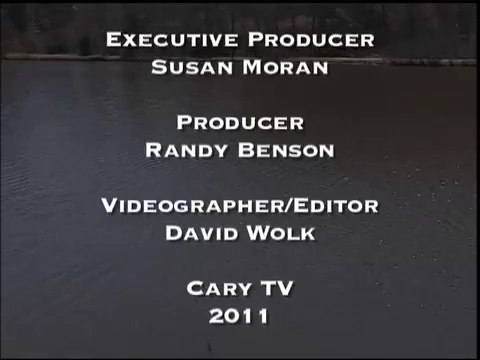 Executive Producer
Susan Moran
Producer
Randy Benson
Videographer/Editor
David Wolk
Cary TV
2011